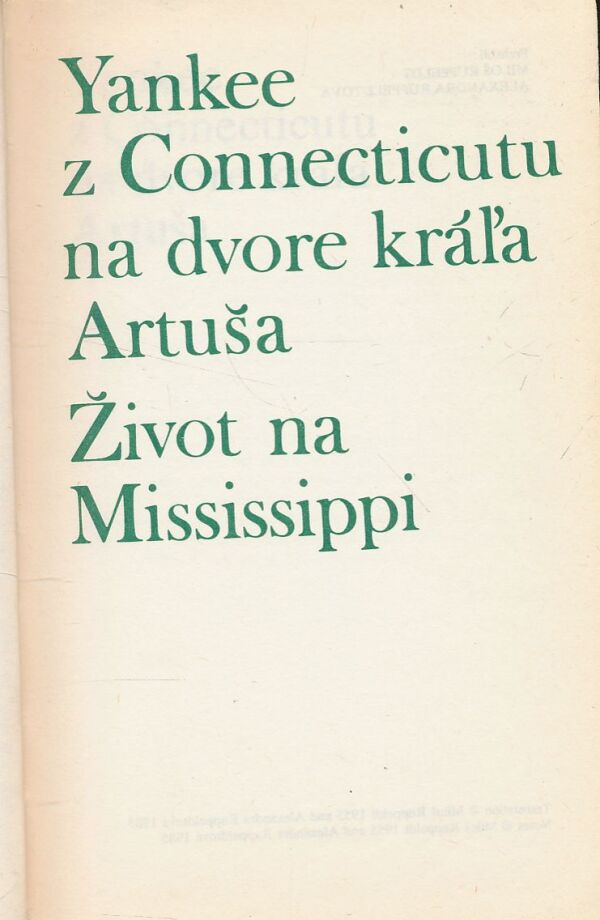 Yankee
z Connecticutu
na dvore kráľa
Artuša
Život na
Mississippi